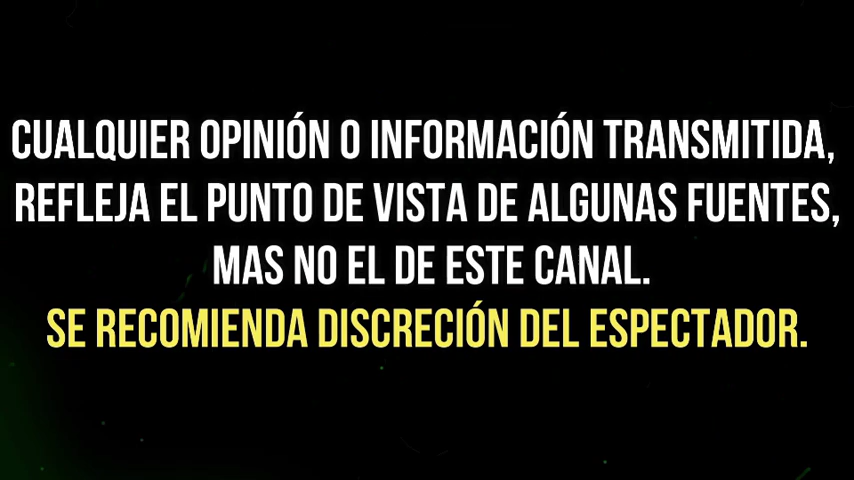 CUALQUIER OPINIÓN O INFORMACIÓN TRANSMITIDA,
REFLEJA EL PUNTO DE VISTA DE ALGUNAS FUENTES,
MAS NO EL DE ESTE CANAL.
SE RECOMIENDA DISCRECIÓN DEL ESPECTADOR.